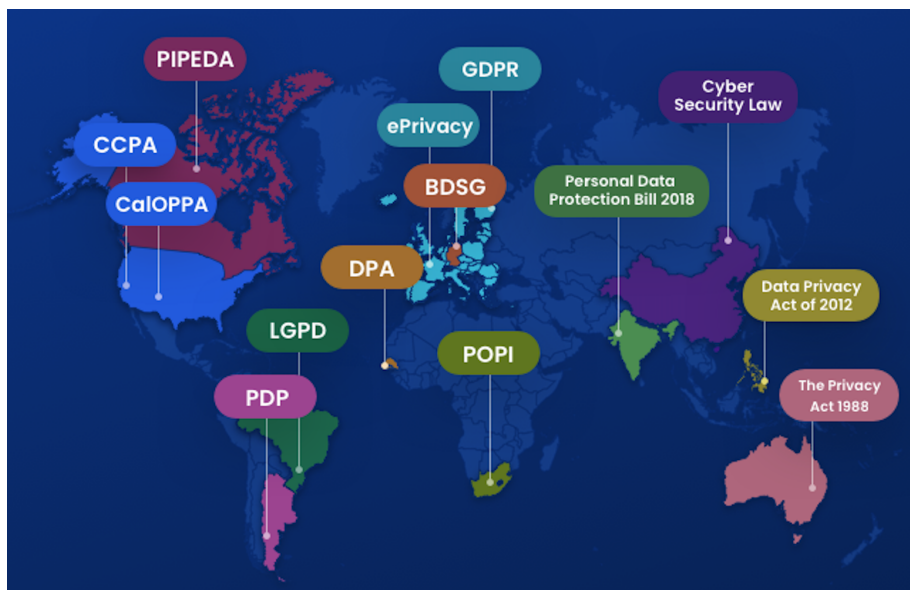 PIPEDA
GDPR
Cyber
Security Law
ePrivacy
CCPA
BDSG
Personal Data
Protection Bill 2018
CalOPPA
DPA
Data Privacy
Act of 2012
LGPD
POPI
The Privacy
Act 1988
PDP